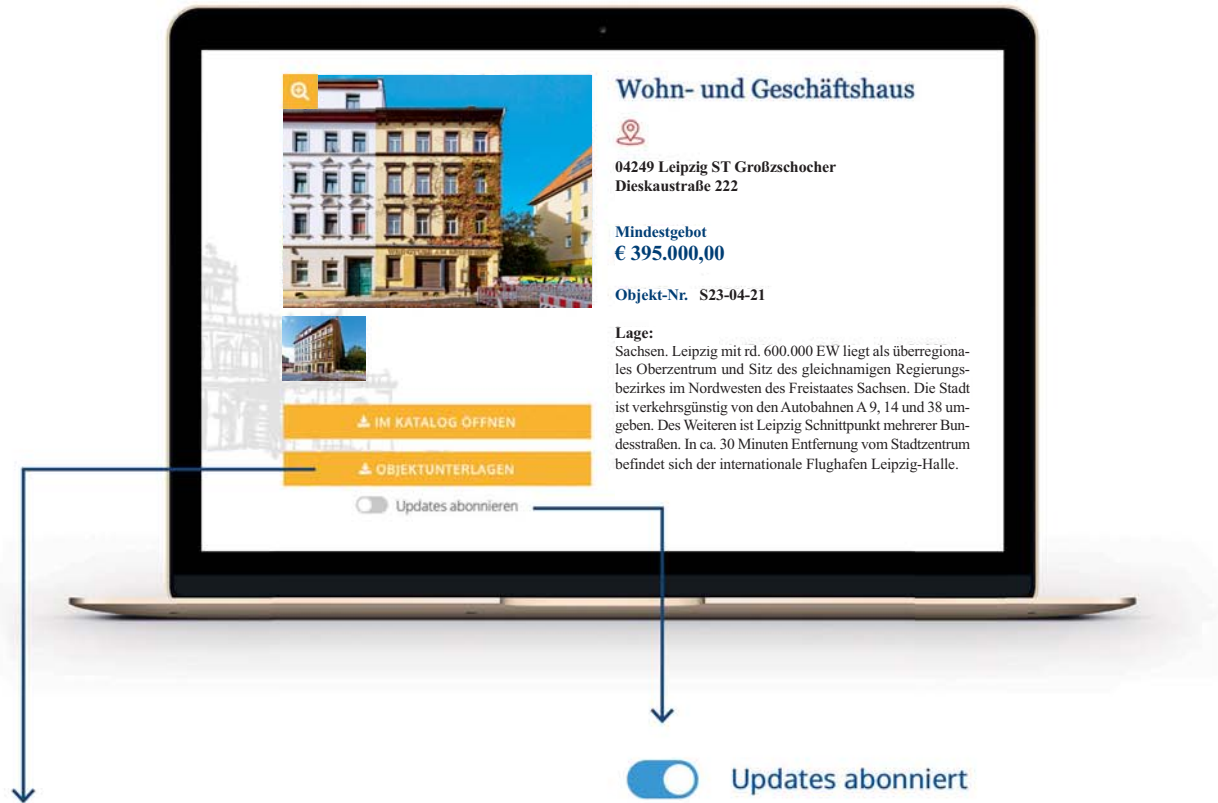 Wohn- und Geschäftshaus
04249 Leipzig ST Großzschocher
Dieskaustraße 222
Mindestgebot
€ 395.000,00
Objekt-Nr. S23-04-21
Lage:
Sachsen. Leipzig mit rd. 600.000 EW liegt als überregiona-
les Oberzentrum und Sitz des gleichnamigen Regierungs-
bezirkes im Nordwesten des Freistaates Sachsen. Die Stadt
ist verkehrsgünstig von den Autobahnen A 9, 14 und 38 um-
geben. Des Weiteren ist Leipzig Schnittpunkt mehrerer Bun-
desstraßen. In ca. 30 Minuten Entfernung vom Stadtzentrum
befindet sich der internationale Flughafen Leipzig-Halle.
IM KATALOG ÖFFNEN
OBJEKTUNTERLAGEN
Updates abonnieren
Updates abonniert